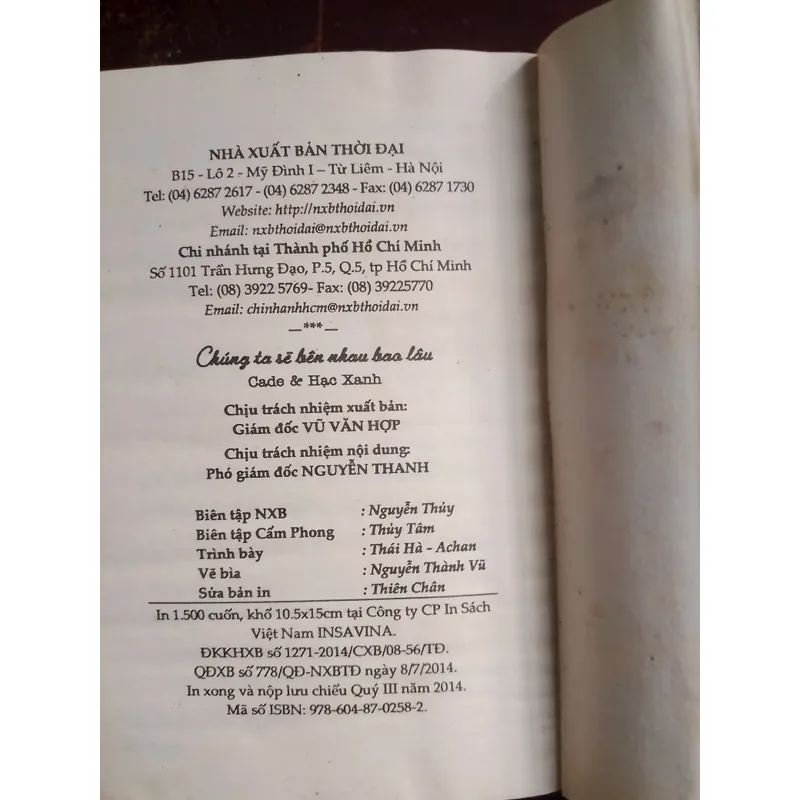 NHÀ XUẤT BẢN THỜI ĐẠI
B15 - Lô 2 - Mỹ Đình I – Từ Liêm - Hà Nội
Tel: (04) 6287 2617 - (04) 6287 2348 - Fax: (04) 6287 1730
Website: http://nxbthoidai.vn
Email: nxbthoidai@nxbthoidai.vn
Chi nhánh tại Thành phố Hồ Chí Minh
Số 1101 Trần Hưng Đạo, P.5, Q.5, tp Hồ Chí Minh
Tel: (08) 3922 5769- Fax: (08) 39225770
Email: chinhanhhcm@nxbthoidai.vn
—***—
Chúng ta sẽ bên nhau bao lâu
Cade & Hạc Xanh
Chịu trách nhiệm xuất bản:
Giám đốc VŨ VĂN HỢP
Chịu trách nhiệm nội dung:
Phó giám đốc NGUYỄN THANH
Biên tập NXB : Nguyễn Thủy
Biên tập Cẩm Phong : Thủy Tâm
Trình bày : Thái Hà - Achan
Vẽ bìa : Nguyễn Thành Vũ
Sửa bản in : Thiên Chân
In 1.500 cuốn, khổ 10.5x15cm tại Công ty CP In Sách
Việt Nam INSAVINA.
ĐKKHXB số 1271-2014/CXB/08-56/TĐ.
QĐXB số 778/QĐ-NXBTĐ ngày 8/7/2014.
In xong và nộp lưu chiểu Quý III năm 2014.
Mã số ISBN: 978-604-87-0258-2.